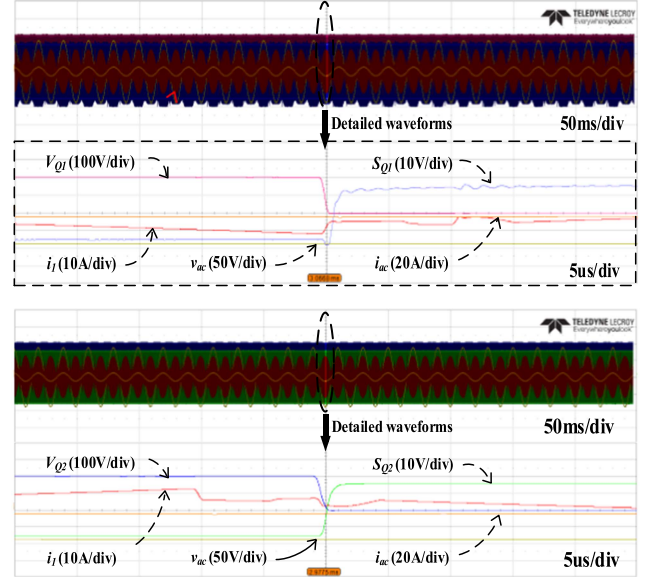 TELEDYNE LECROY
Everywhereyoulook™
Detailed waveforms
50ms/div
VQ1 (100V/div)
SQ1 (10V/div)
i1 (10A/div)
vac (50V/div)
iac (20A/div)
5us/div
TELEDYNE LECROY
Everywhereyoulook™
Detailed waveforms
50ms/div
VQ2 (100V/div)
SQ2 (10V/div)
i1 (10A/div)
vac (50V/div)
iac (20A/div)
5us/div